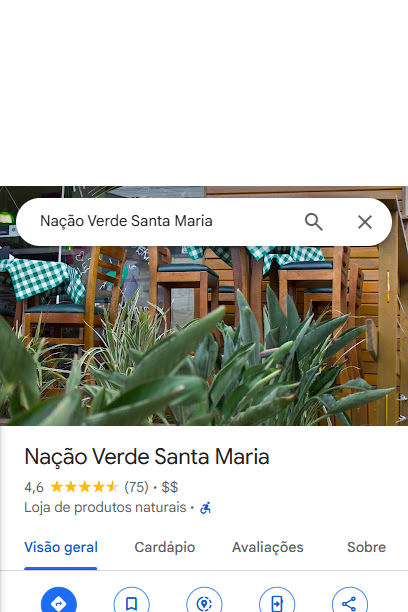 Nação Verde Santa Maria
Nação Verde Santa Maria
4,6 (75) · $$
Loja de produtos naturais ·
Visão geral Cardápio Avaliações Sobre